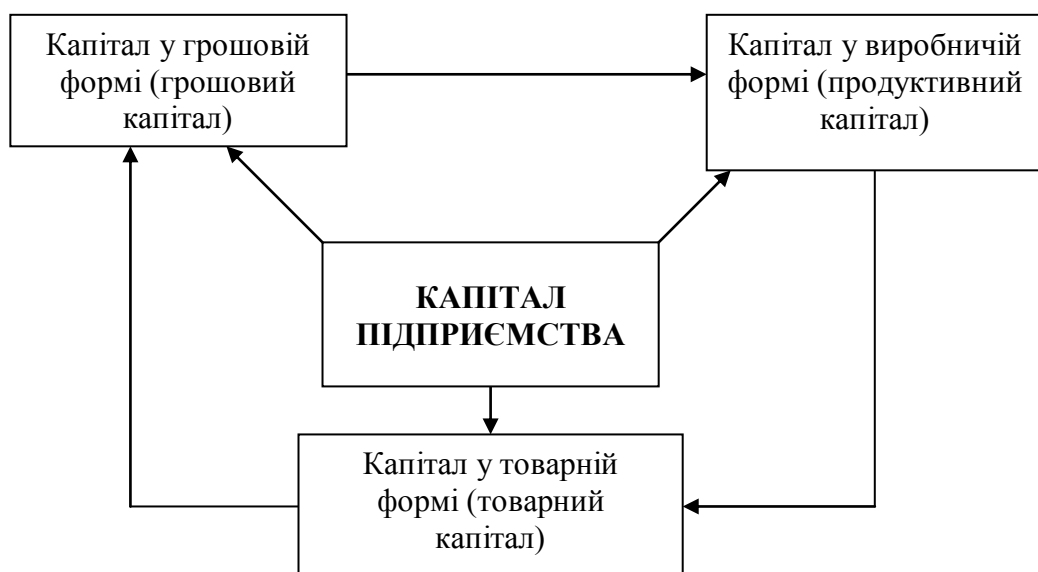 Капітал у грошовій
формі (грошовий
капітал)
Капітал у виробничій
формі (продуктивний
капітал)
КАПІТАЛ
ПІДПРИЄМСТВА
Капітал у товарній
формі (товарний
капітал)